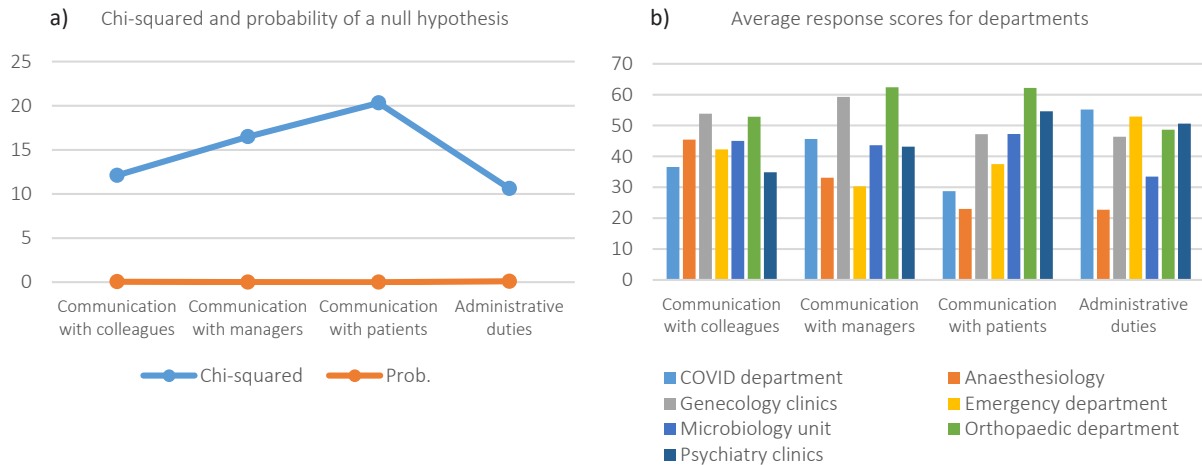 a) Chi-squared and probability of a null hypothesis
25
20
15
10
5
0
Communication with colleagues
Communication with managers
Communication with patients
Administrative duties
Chi-squared
Prob.
b) Average response scores for departments
70
60
50
40
30
20
10
0
Communication with colleagues
Communication with managers
Communication with patients
Administrative duties
COVID department
Anaesthesiology
Genecology clinics
Emergency department
Microbiology unit
Orthopaedic department
Psychiatry clinics